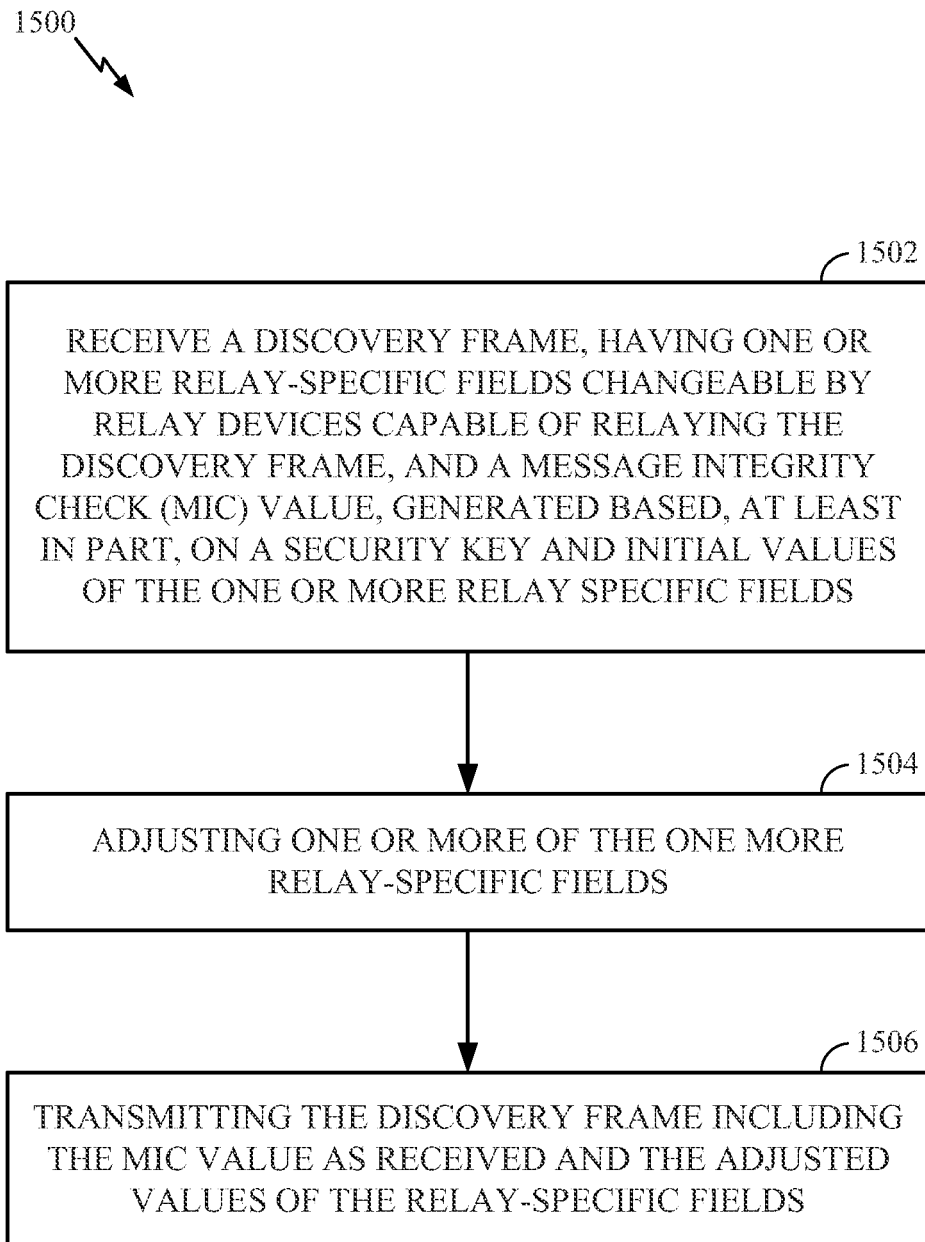 1500
1502
RECEIVE A DISCOVERY FRAME, HAVING ONE OR
MORE RELAY-SPECIFIC FIELDS CHANGEABLE BY
RELAY DEVICES CAPABLE OF RELAYING THE
DISCOVERY FRAME, AND A MESSAGE INTEGRITY
CHECK (MIC) VALUE, GENERATED BASED, AT LEAST
IN PART, ON A SECURITY KEY AND INITIAL VALUES
OF THE ONE OR MORE RELAY SPECIFIC FIELDS
1504
ADJUSTING ONE OR MORE OF THE ONE MORE
RELAY-SPECIFIC FIELDS
1506
TRANSMITTING THE DISCOVERY FRAME INCLUDING
THE MIC VALUE AS RECEIVED AND THE ADJUSTED
VALUES OF THE RELAY-SPECIFIC FIELDS